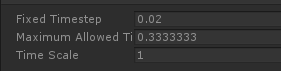 Fixed Timestep 0.02
Maximum Allowed Ti 0.3333333
Time Scale 1